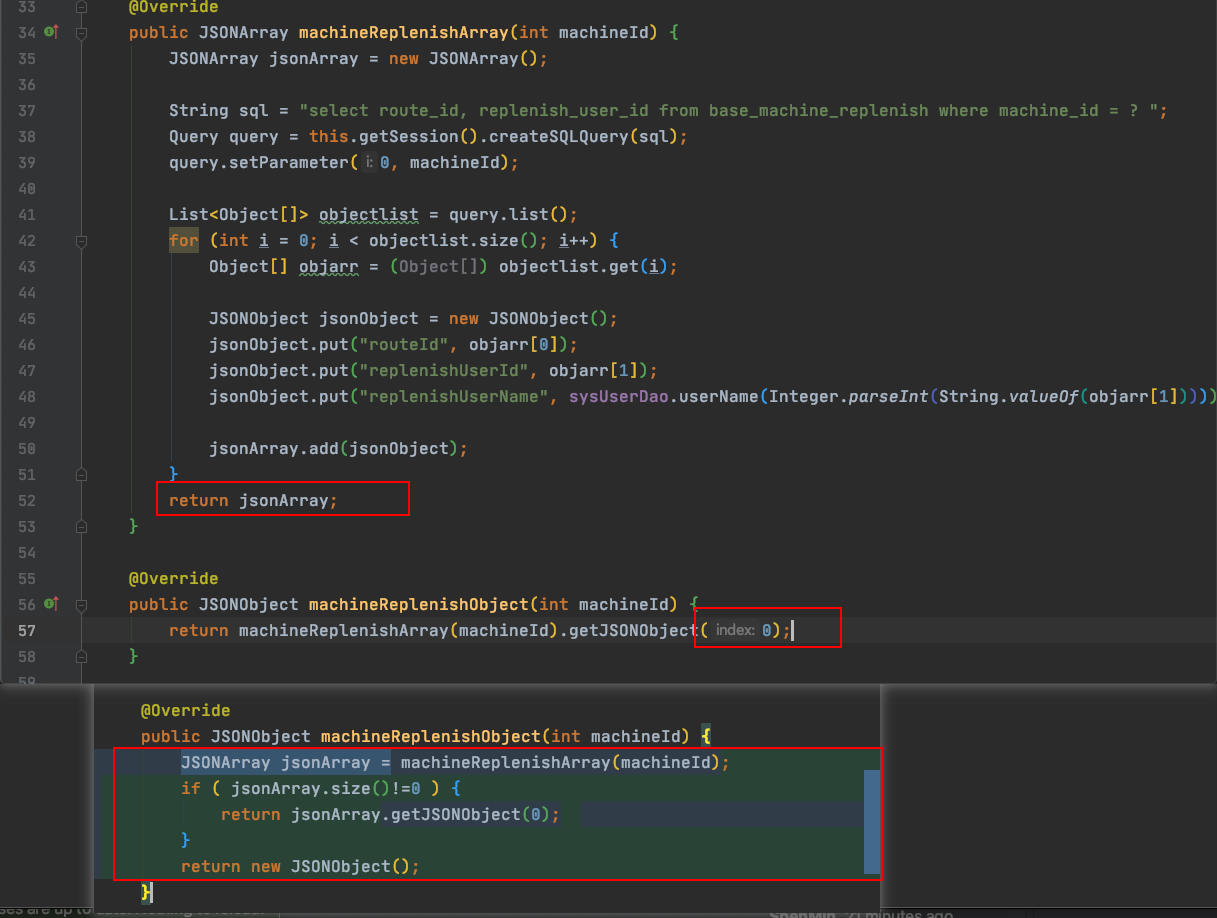 33 @Override
34 public JSONArray machineReplenishArray(int machineId) {
35 JSONArray jsonArray = new JSONArray();
36
37 String sql = "select route_id, replenish_user_id from base_machine_replenish where machine_id = ? ";
38 Query query = this.getSession().createSQLQuery(sql);
39 query.setParameter( i: 0, machineId);
40
41 List<Object[]> objectlist = query.list();
42 for (int i = 0; i < objectlist.size(); i++) {
43 Object[] objarr = (Object[]) objectlist.get(i);
44
45 JSONObject jsonObject = new JSONObject();
46 jsonObject.put("routeId", objarr[0]);
47 jsonObject.put("replenishUserId", objarr[1]);
48 jsonObject.put("replenishUserName", sysUserDao.userName(Integer.parseInt(String.valueOf(objarr[1]))))
49
50 jsonArray.add(jsonObject);
51 }
52 return jsonArray;
53 }
54
55 @Override
56 public JSONObject machineReplenishObject(int machineId) {
57 return machineReplenishArray(machineId).getJSONObject( index: 0);
58 }
59
@Override
public JSONObject machineReplenishObject(int machineId) {
JSONArray jsonArray = machineReplenishArray(machineId);
if ( jsonArray.size()!=0 ) {
return jsonArray.getJSONObject(0);
}
return new JSONObject();
}
ses are up to
21 minutes ago